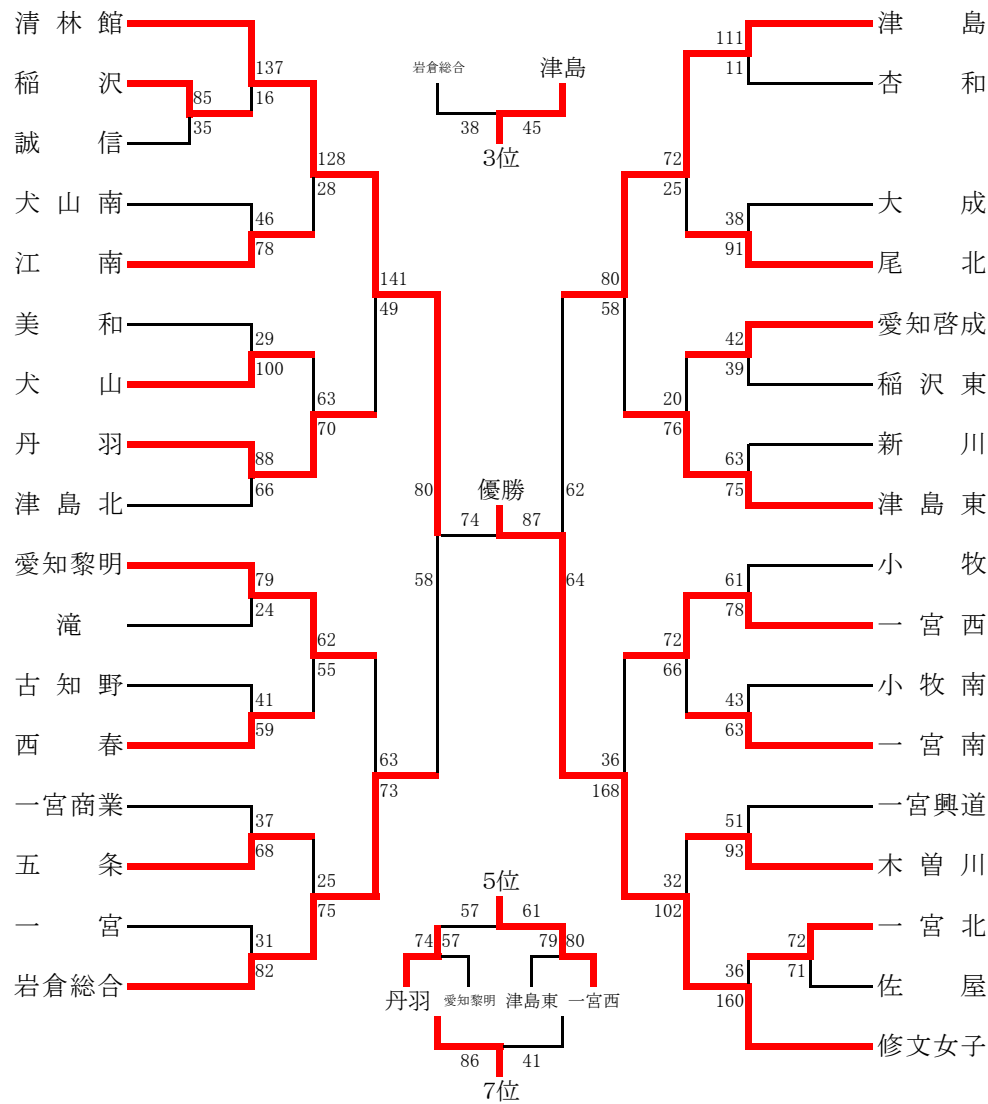 清林館
津島
137
16
111
11
岩倉総合
津島
稲沢
85
35
杏和
38
45
3位
誠信
128
28
72
25
犬山南
46
78
大成
38
91
江南
尾北
141
49
80
58
美和
29
100
愛知啓成
42
39
犬山
稲沢東
63
70
20
76
丹羽
88
66
新川
63
75
津島北
津島東
80
優勝
62
74
87
愛知黎明
79
24
58
64
小牧
61
78
滝
一宮西
62
55
72
66
古知野
41
59
小牧南
43
63
西春
一宮南
63
73
36
168
一宮商業
37
68
一宮興道
51
93
五条
木曽川
25
75
5位
32
102
一宮
31
82
57
61
一宮北
72
71
74
57
79
80
36
160
佐屋
岩倉総合
丹羽
愛知黎明
津島東
一宮西
修文女子
86
41
7位